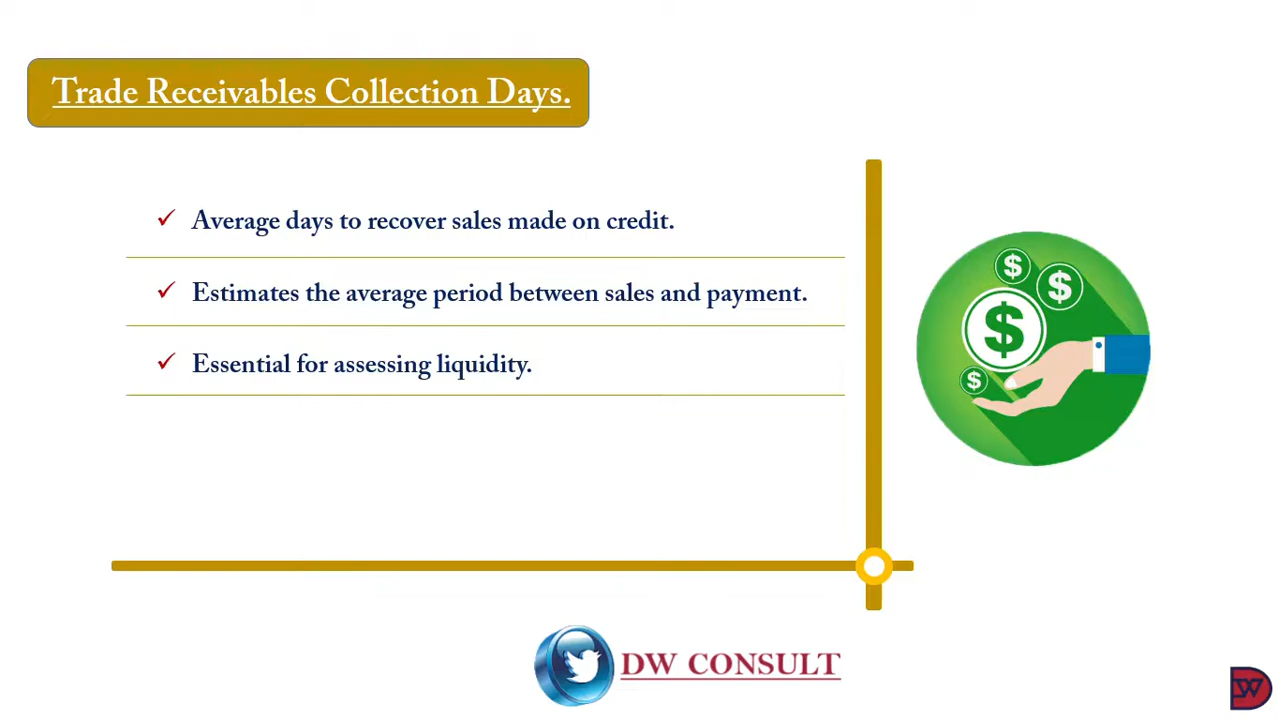 Trade Receivables Collection Days.
Average days to recover sales made on credit.
Estimates the average period between sales and payment.
Essential for assessing liquidity.
$
$
$
$
DW CONSULT
DW